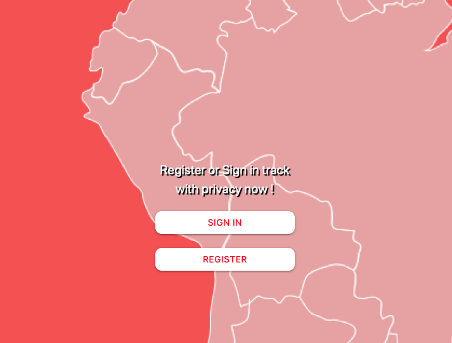 Register or Sign in track
with privacy now !
SIGN IN
REGISTER